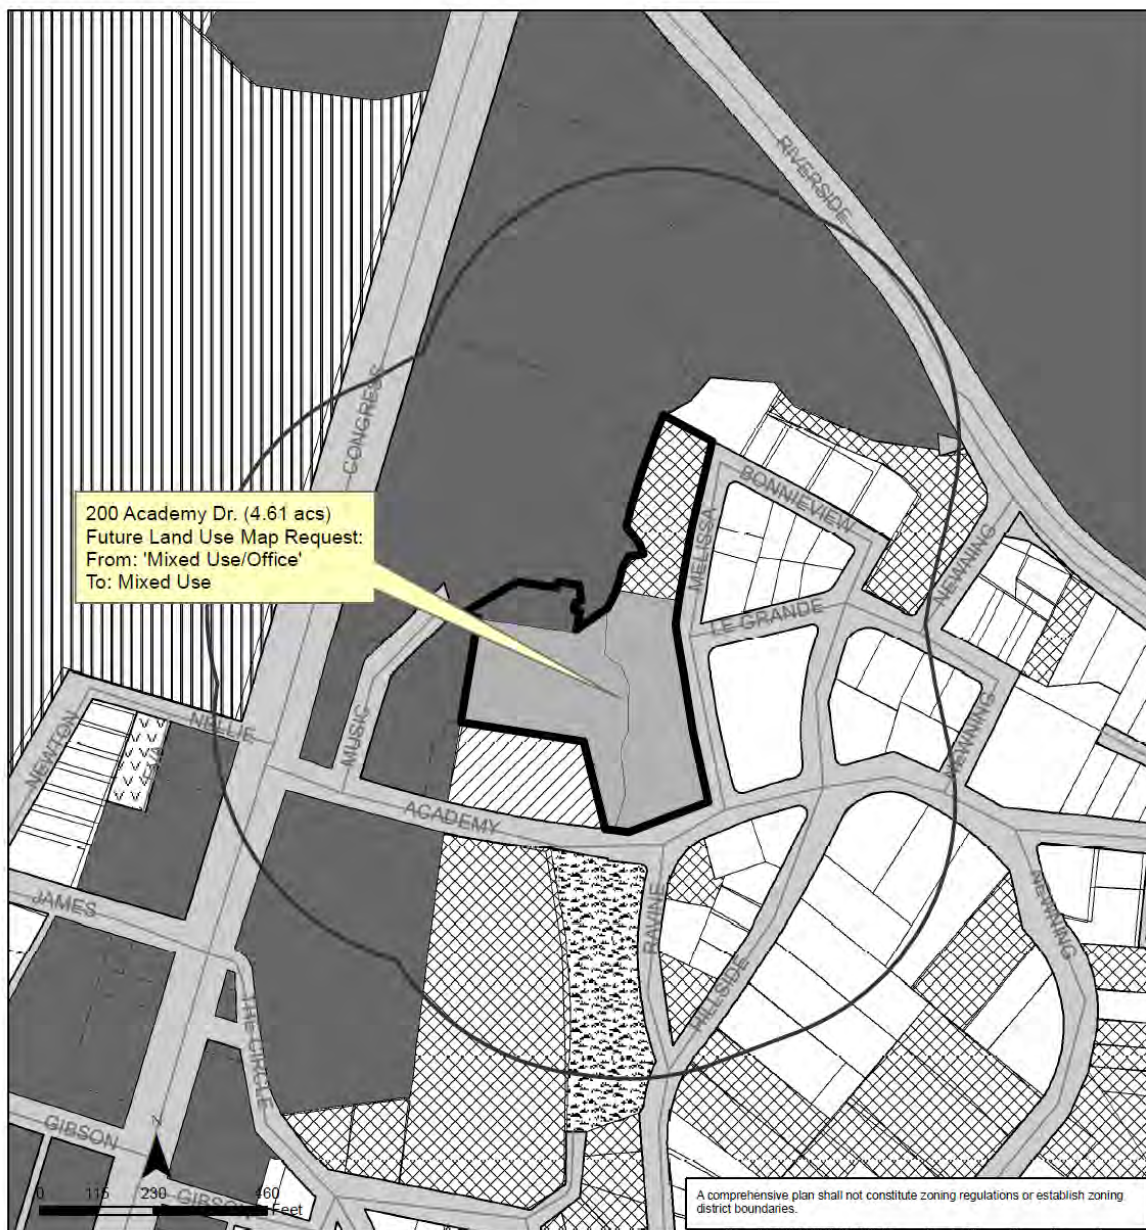 RIVERSIDE
CONGRESS
200 Academy Dr. (4.61 acs)
Future Land Use Map Request:
From: 'Mixed Use/Office'
To: Mixed Use
BONNIEVIEW
MELISSA
NEWNING
LE GRANDE
NEWTON
NELLIE
MUSIC
NEWNING
ACADEMY
JAMES
RAVINE
NEWNING
HILLSIDE
THE CIRCLE
GIBSON
N
0 115 230 460
Feet
GIBSON
A comprehensive plan shall not constitute zoning regulations or establish zoning
district boundaries.